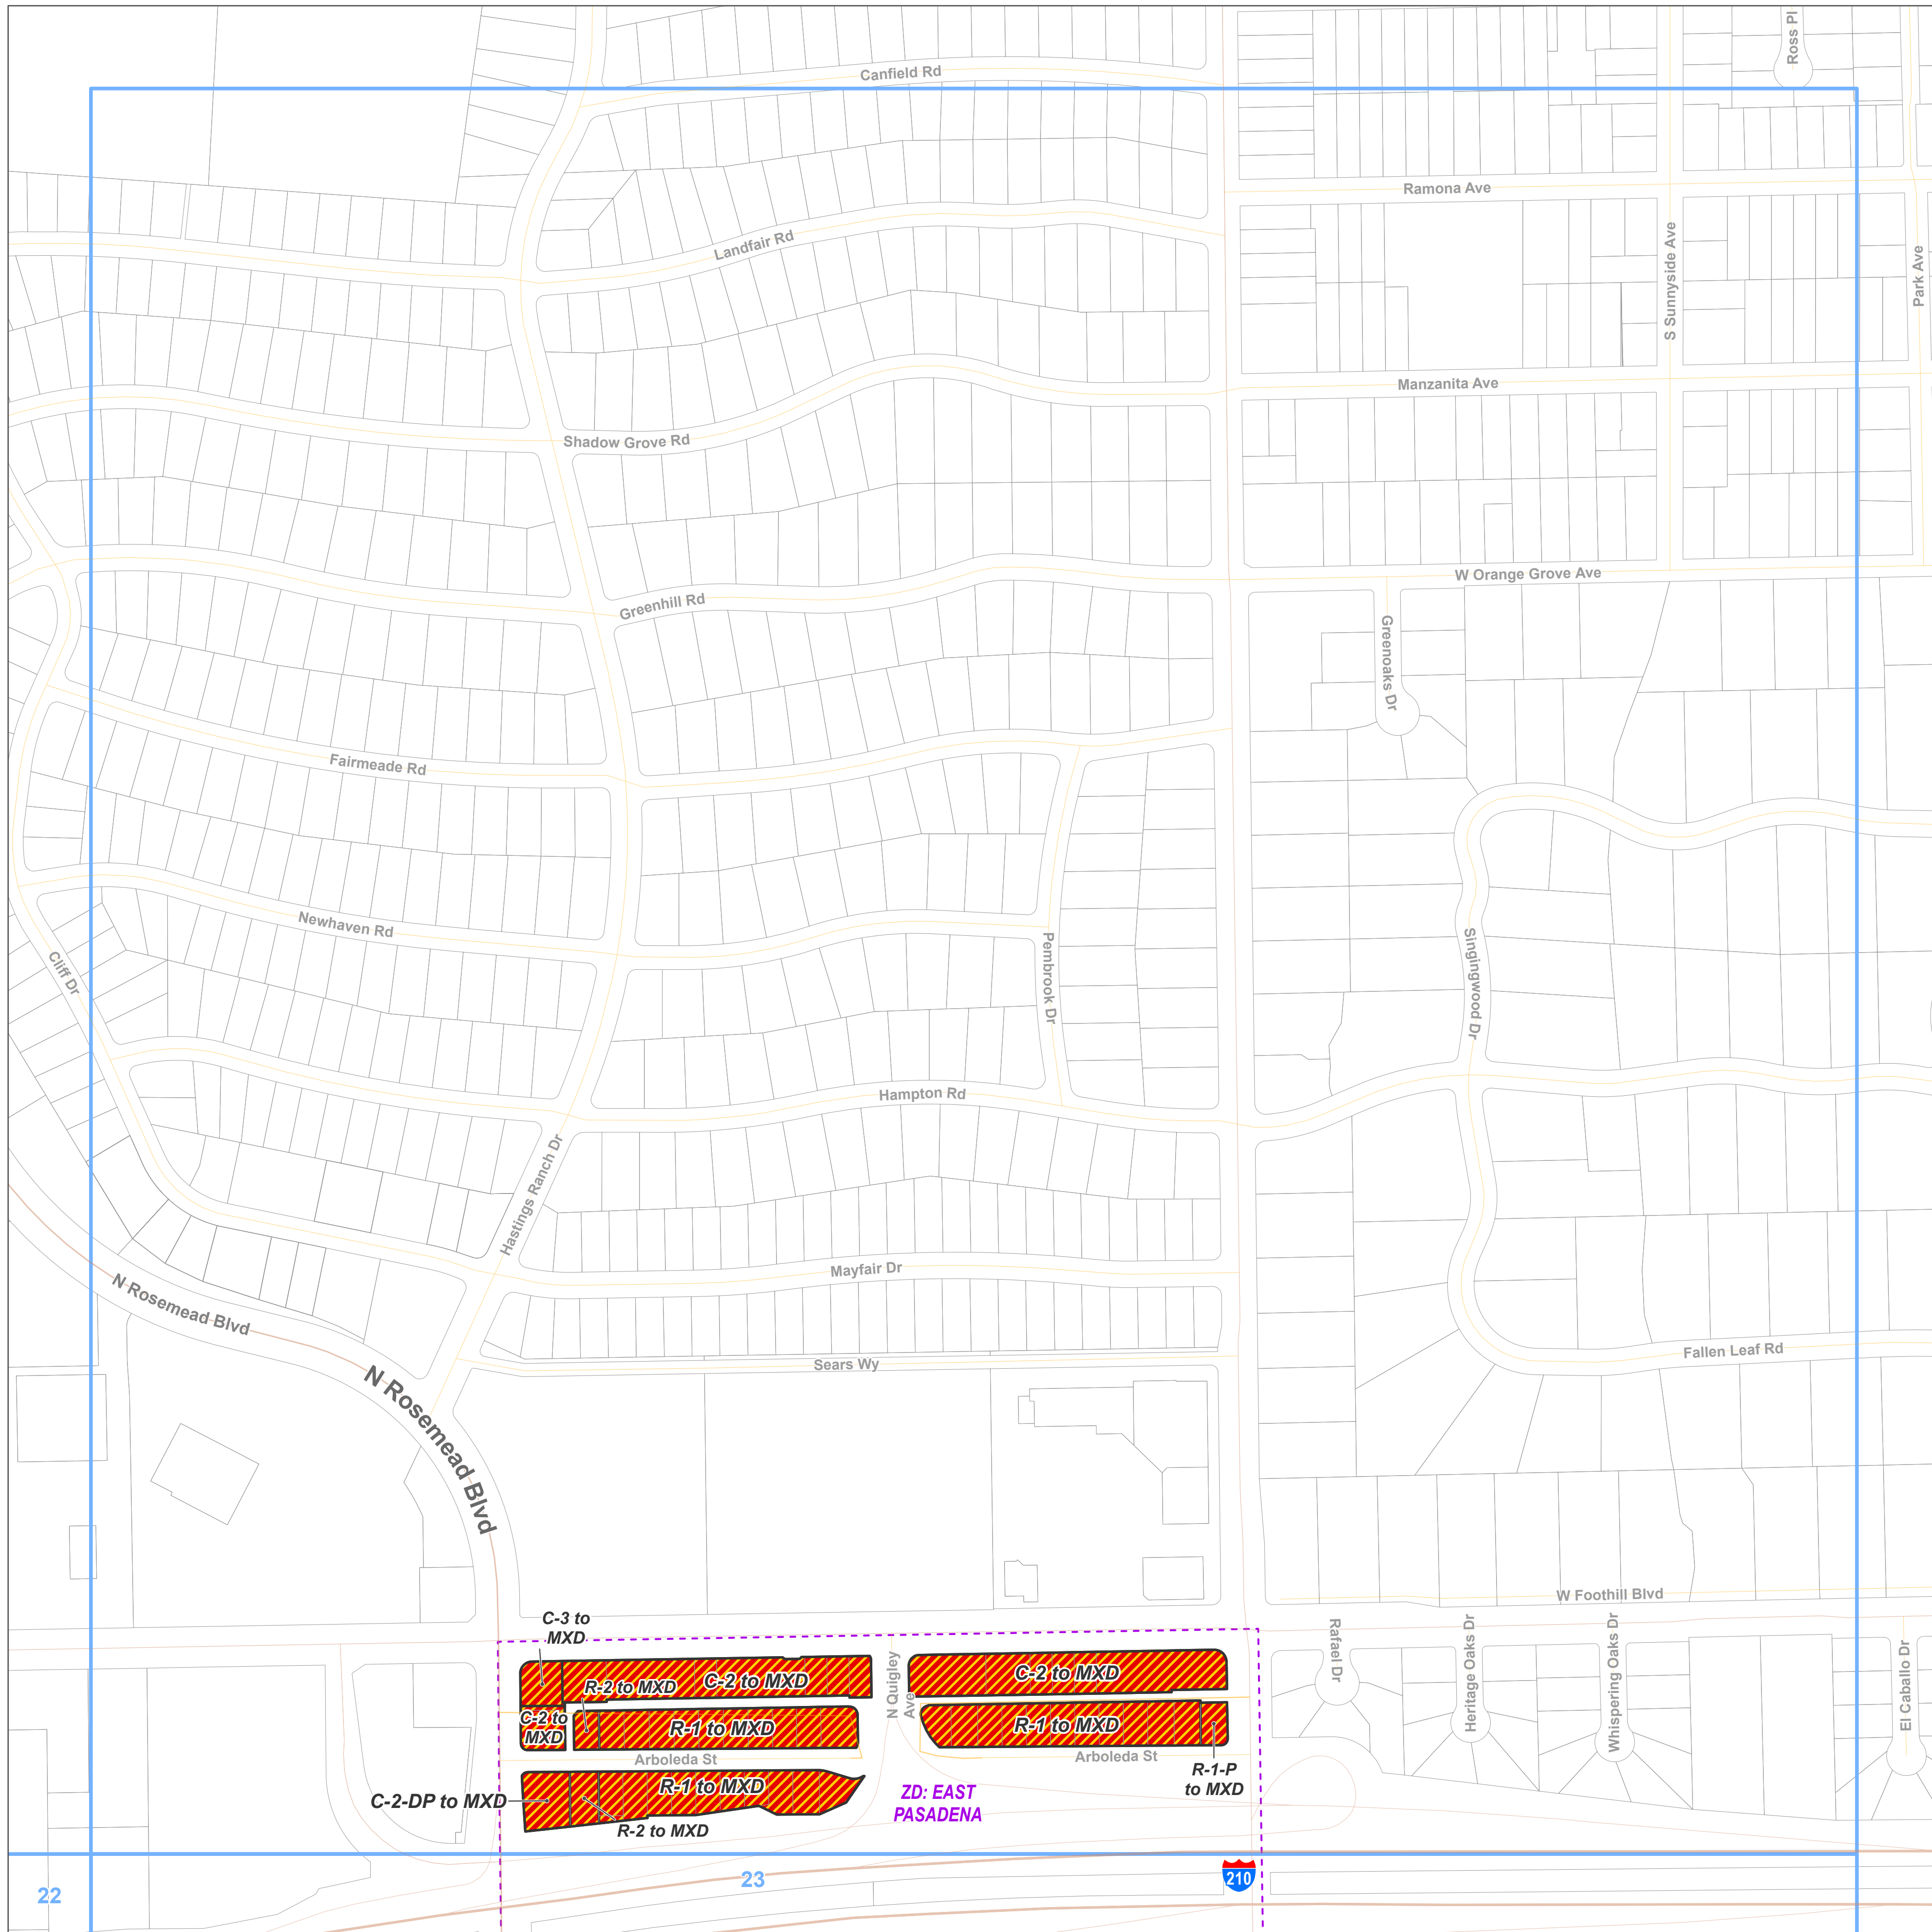 Ross Pl
Canfield Rd
Ramona Ave
Landfair Rd
S Sunnyside Ave
Park Ave
Manzanita Ave
Shadow Grove Rd
W Orange Grove Ave
Greenhill Rd
Greenoaks Dr
Fairmeade Rd
Newhaven Rd
Cliff Dr
Pembrook Dr
Singingwood Dr
Hampton Rd
Hastings Ranch Dr
Mayfair Dr
N Rosemead Blvd
Fallen Leaf Rd
Sears Wy
N Rosemead Blvd
W Foothill Blvd
C-3 to
MXD
Rafael Dr
Heritage Oaks Dr
Whispering Oaks Dr
El Caballo Dr
N Quigley
Ave
C-2 to MXD
C-2 to MXD
R-2 to MXD
C-2 to
MXD
R-1 to MXD
R-1 to MXD
Arboleda St
Arboleda St
R-1-P
to MXD
R-1 to MXD
C-2-DP to MXD
R-2 to MXD
ZD: EAST
PASADENA
22
23
210